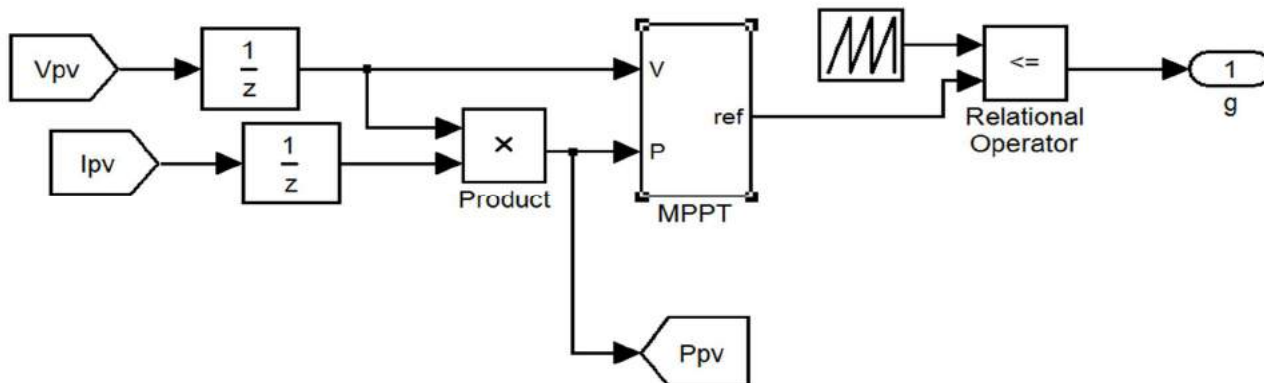 Vpv
1
z
V
<=
1
g
Relational
Operator
ref
Ipv
1
z
×
Product
P
MPPT
Ppv